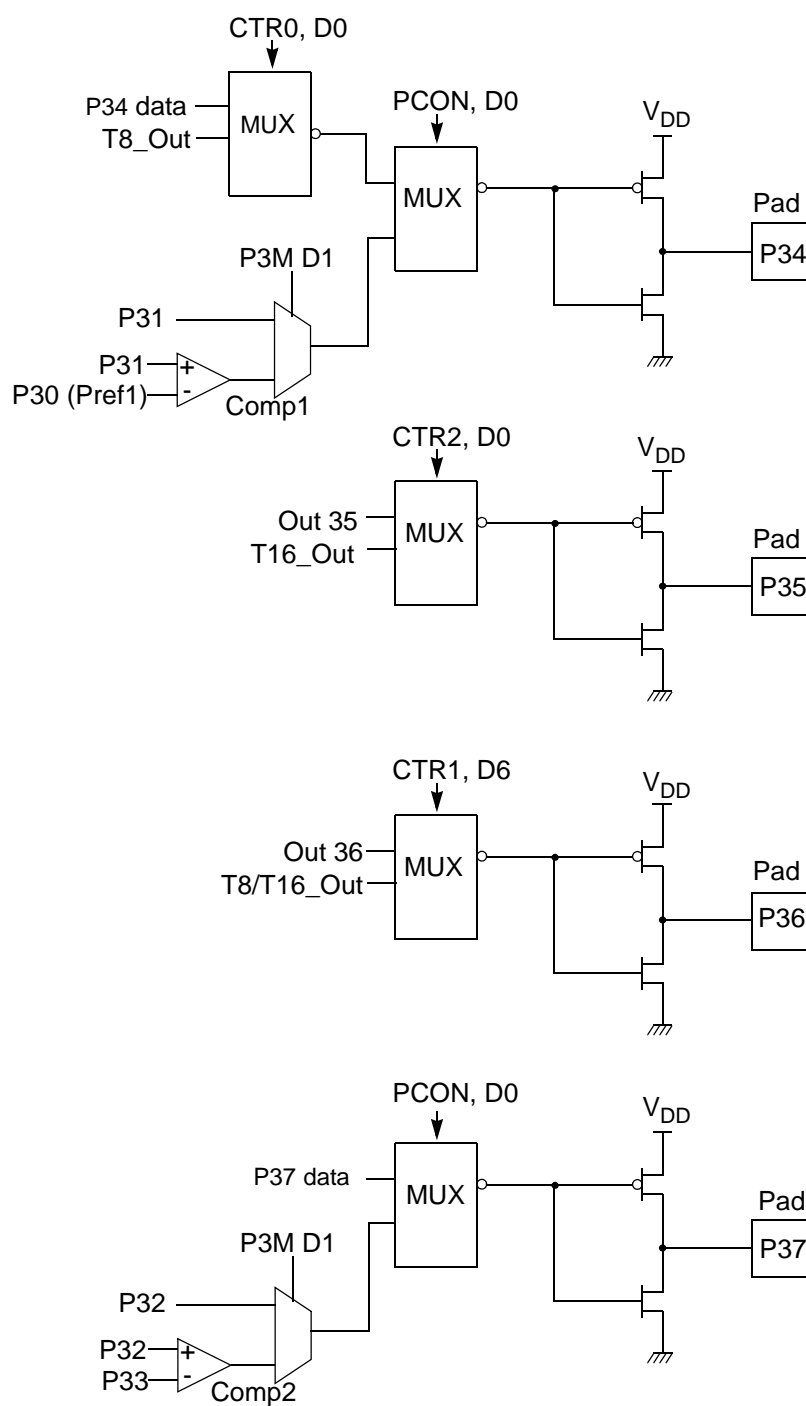 CTR0, D0
P34 data
T8_Out
MUX
PCON, D0
MUX
VDD
Pad
P34
P3M D1
P31
P31
+
P30 (Pref1)
-
Comp1
CTR2, D0
Out 35
T16_Out
MUX
VDD
Pad
P35
CTR1, D6
Out 36
T8/T16_Out
MUX
VDD
Pad
P36
PCON, D0
P37 data
MUX
VDD
Pad
P37
P3M D1
P32
P32
+
P33
-
Comp2